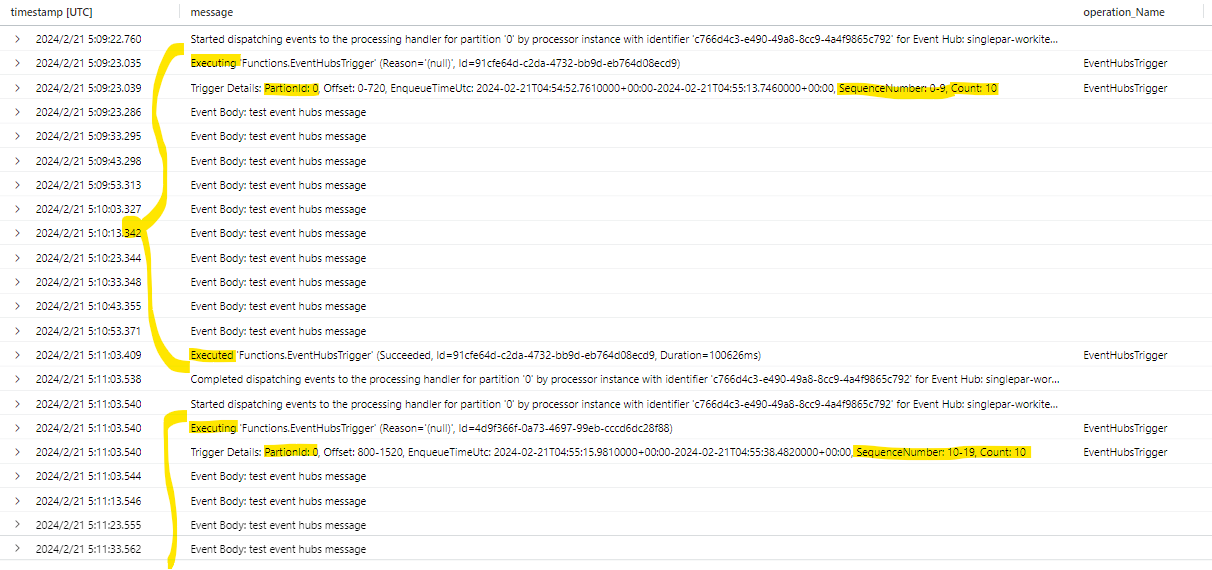 timestamp [UTC] message operation_Name
2024/2/21 5:09:22.760 Started dispatching events to the processing handler for partition '0' by processor instance with identifier 'c766d4c3-e490-49a8-8cc9-4a4f9865c792' for Event Hub: singlepar-workite...
2024/2/21 5:09:23.035 Executing 'Functions.EventHubsTrigger' (Reason='(null)', Id=91cfe64d-c2da-4732-bb9d-eb764d08ecd9) EventHubsTrigger
2024/2/21 5:09:23.039 Trigger Details: PartionId: 0, Offset: 0-720, EnqueueTimeUtc: 2024-02-21T04:54:52.7610000+00:00-2024-02-21T04:55:13.7460000+00:00, SequenceNumber: 0-9, Count: 10 EventHubsTrigger
2024/2/21 5:09:23.286 Event Body: test event hubs message
2024/2/21 5:09:33.295 Event Body: test event hubs message
2024/2/21 5:09:43.298 Event Body: test event hubs message
2024/2/21 5:09:53.313 Event Body: test event hubs message
2024/2/21 5:10:03.327 Event Body: test event hubs message
2024/2/21 5:10:13.342 Event Body: test event hubs message
2024/2/21 5:10:23.344 Event Body: test event hubs message
2024/2/21 5:10:33.348 Event Body: test event hubs message
2024/2/21 5:10:43.355 Event Body: test event hubs message
2024/2/21 5:10:53.371 Event Body: test event hubs message
2024/2/21 5:11:03.409 Executed 'Functions.EventHubsTrigger' (Succeeded, Id=91cfe64d-c2da-4732-bb9d-eb764d08ecd9, Duration=100626ms) EventHubsTrigger
2024/2/21 5:11:03.538 Completed dispatching events to the processing handler for partition '0' by processor instance with identifier 'c766d4c3-e490-49a8-8cc9-4a4f9865c792' for Event Hub: singlepar-wor...
2024/2/21 5:11:03.540 Started dispatching events to the processing handler for partition '0' by processor instance with identifier 'c766d4c3-e490-49a8-8cc9-4a4f9865c792' for Event Hub: singlepar-workite...
2024/2/21 5:11:03.540 Executing 'Functions.EventHubsTrigger' (Reason='(null)', Id=4d9f366f-0a73-4697-99eb-cccd6dc28f88) EventHubsTrigger
2024/2/21 5:11:03.540 Trigger Details: PartionId: 0, Offset: 800-1520, EnqueueTimeUtc: 2024-02-21T04:55:15.9810000+00:00-2024-02-21T04:55:38.4820000+00:00, SequenceNumber: 10-19, Count: 10 EventHubsTrigger
2024/2/21 5:11:03.544 Event Body: test event hubs message
2024/2/21 5:11:13.546 Event Body: test event hubs message
2024/2/21 5:11:23.555 Event Body: test event hubs message
2024/2/21 5:11:33.562 Event Body: test event hubs message